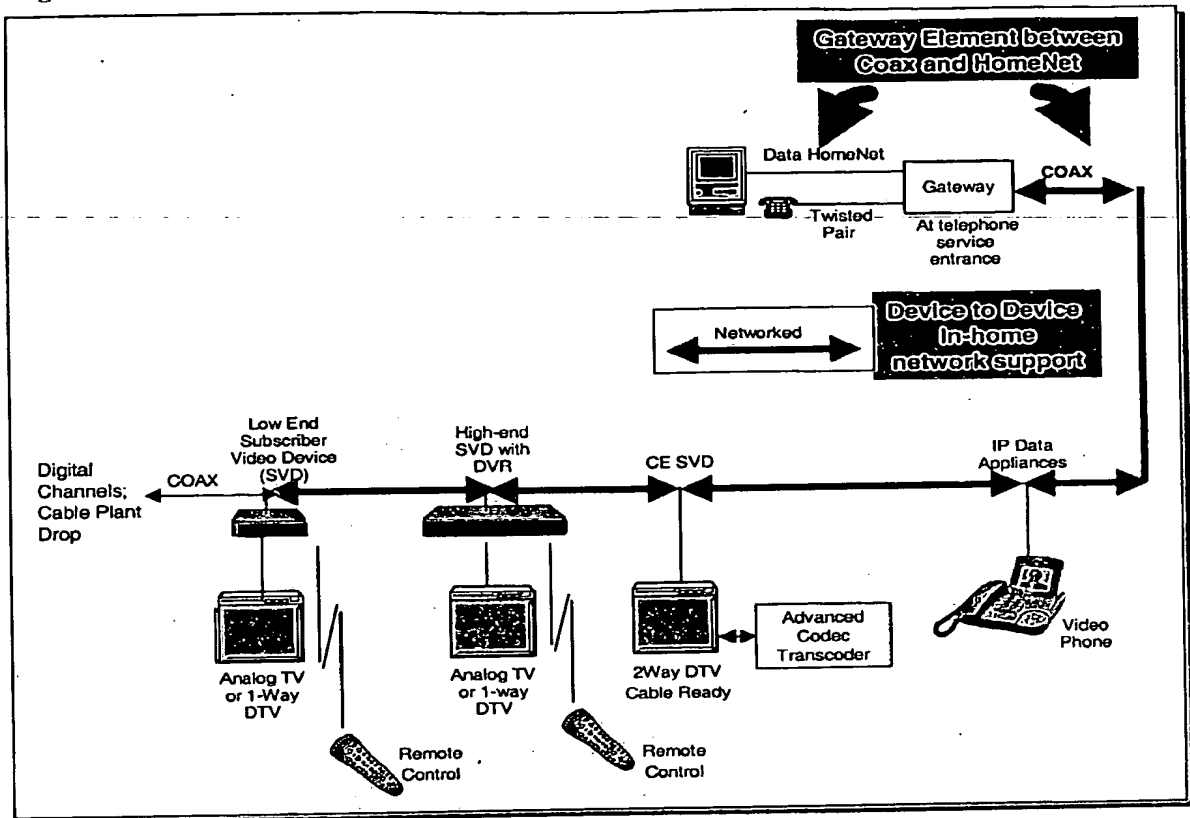 Gateway Element between
Coax and HomeNet
Data HomeNet
Gateway
COAX
Twisted
Pair
At telephone
service
entrance
Networked
Device to Device
In-home
network support
Low End
Subscriber
Video Device
(SVD)
High-end
SVD with
DVR
CE SVD
IP Data
Appliances
Digital
Channels;
Cable Plant
Drop
COAX
Analog TV
or 1-Way
DTV
Analog TV
or 1-way
DTV
2Way DTV
Cable Ready
Advanced
Codec
Transcoder
Video
Phone
Remote
Control
Remote
Control